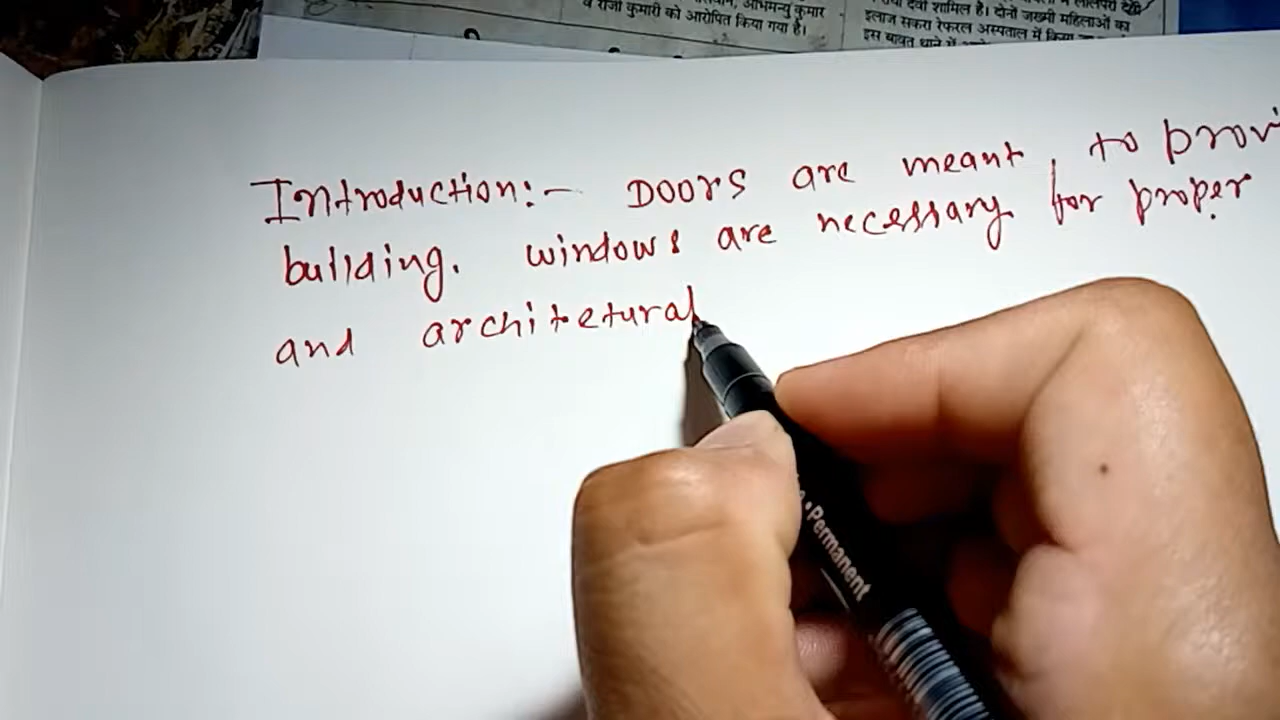 व राजा कुमारी को आरोपित किया गया है।
इलाज सकरा रेफरल अस्पताल में किया
Introduction:- Doors are meant to provi
building. windows are necessary for proper
and architetural
Permanent